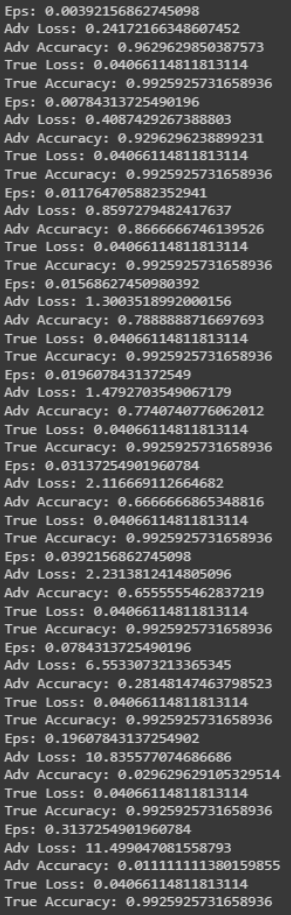 Eps: 0.00392156862745098
Adv Loss: 0.24172166348607452
Adv Accuracy: 0.9629629850387573
True Loss: 0.04066114811813114
True Accuracy: 0.9925925731658936
Eps: 0.00784313725490196
Adv Loss: 0.4087429267388803
Adv Accuracy: 0.9296296238899231
True Loss: 0.04066114811813114
True Accuracy: 0.9925925731658936
Eps: 0.011764705882352941
Adv Loss: 0.8597279482417637
Adv Accuracy: 0.8666666746139526
True Loss: 0.04066114811813114
True Accuracy: 0.9925925731658936
Eps: 0.01568627450980392
Adv Loss: 1.3003518992000156
Adv Accuracy: 0.7888888716697693
True Loss: 0.04066114811813114
True Accuracy: 0.9925925731658936
Eps: 0.0196078431372549
Adv Loss: 1.4792703549067179
Adv Accuracy: 0.7740740776062012
True Loss: 0.04066114811813114
True Accuracy: 0.9925925731658936
Eps: 0.03137254901960784
Adv Loss: 2.116669112664682
Adv Accuracy: 0.6666666865348816
True Loss: 0.04066114811813114
True Accuracy: 0.9925925731658936
Eps: 0.0392156862745098
Adv Loss: 2.2313812414805096
Adv Accuracy: 0.6555555462837219
True Loss: 0.04066114811813114
True Accuracy: 0.9925925731658936
Eps: 0.0784313725490196
Adv Loss: 6.5533073213365345
Adv Accuracy: 0.28148147463798523
True Loss: 0.04066114811813114
True Accuracy: 0.9925925731658936
Eps: 0.19607843137254902
Adv Loss: 10.835577074686686
Adv Accuracy: 0.029629629105329514
True Loss: 0.04066114811813114
True Accuracy: 0.9925925731658936
Eps: 0.3137254901960784
Adv Loss: 11.499047081558793
Adv Accuracy: 0.011111111380159855
True Loss: 0.04066114811813114
True Accuracy: 0.9925925731658936